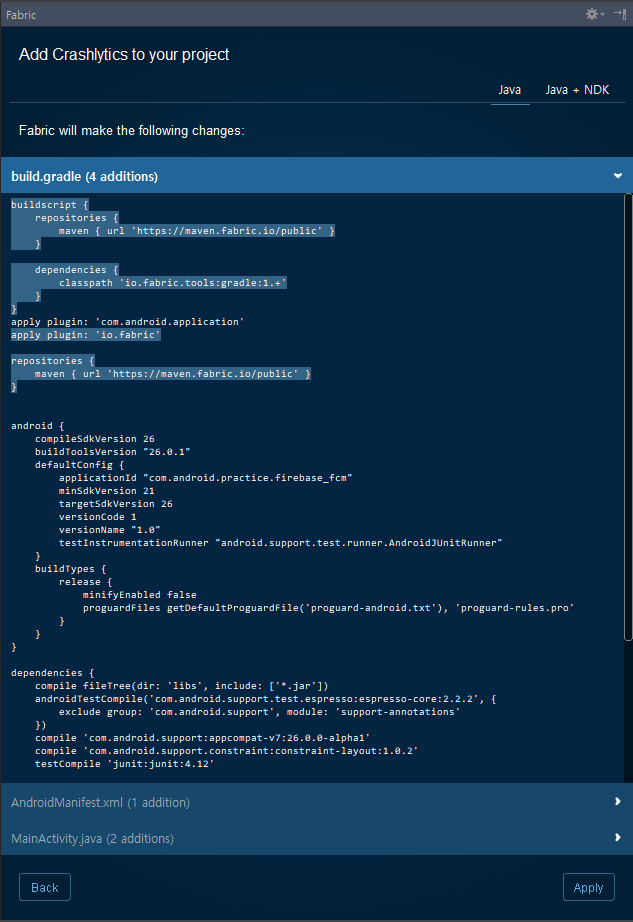 Fabric
Add Crashlytics to your project
Java
Java + NDK
Fabric will make the following changes:
build.gradle (4 additions)
buildscript {
    repositories {
        maven { url 'https://maven.fabric.io/public' }
    }

    dependencies {
        classpath 'io.fabric.tools:gradle:1.+'
    }
}
apply plugin: 'com.android.application'
apply plugin: 'io.fabric'

repositories {
    maven { url 'https://maven.fabric.io/public' }
}

android {
    compileSdkVersion 26
    buildToolsVersion "26.0.1"
    defaultConfig {
        applicationId "com.android.practice.firebase_fcm"
        minSdkVersion 21
        targetSdkVersion 26
        versionCode 1
        versionName "1.0"
        testInstrumentationRunner "android.support.test.runner.AndroidJUnitRunner"
    }
    buildTypes {
        release {
            minifyEnabled false
            proguardFiles getDefaultProguardFile('proguard-android.txt'), 'proguard-rules.pro'
        }
    }
}

dependencies {
    compile fileTree(dir: 'libs', include: ['*.jar'])
    androidTestCompile('com.android.support.test.espresso:espresso-core:2.2.2', {
        exclude group: 'com.android.support', module: 'support-annotations'
    })
    compile 'com.android.support:appcompat-v7:26.0.0-alpha1'
    compile 'com.android.support.constraint:constraint-layout:1.0.2'
    testCompile 'junit:junit:4.12'
AndroidManifest.xml (1 addition)
MainActivity.java (2 additions)
Back
Apply